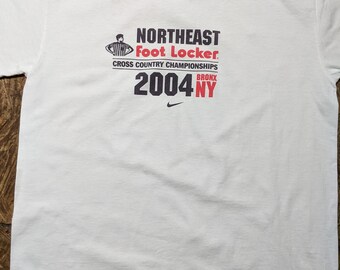 NORTHEAST
Foot Locker
CROSS COUNTRY CHAMPIONSHIPS
2004 BRONX NY